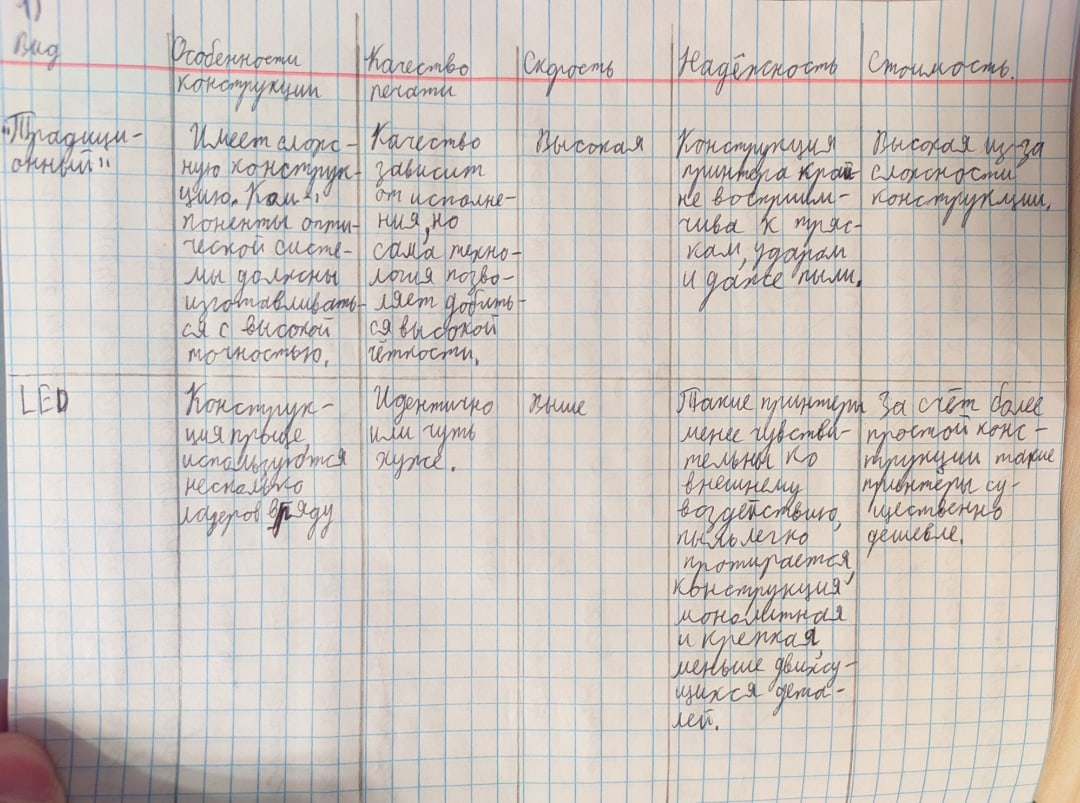 1)
Вид
Особенности
конструкции
Качество
печати
Скорость
Надёжность
Стоимость.
"Традици-
онный"
Имеет слож-
ную конструк-
цию. Ком-
поненты опти-
ческой систе-
мы должны
изготавливать-
ся с высокой
точностью.
Качество
зависит
от исполне-
ния, но
сама техно-
логия позво-
ляет добить-
ся высокой
чёткости.
Высокая
Конструкция
принтера край-
не восприим-
чива к тряс-
кам, ударам
и даже пыли.
Высокая из-за
сложности
конструкции.
LED
Конструк-
ция проще,
используются
несколько
лазеров в ряду
Идентично
или чуть
хуже.
Выше
Такие принтеры
менее чувстви-
тельны ко
внешнему
воздействию,
пыль легко
протирается,
конструкция
монолитная
и крепкая,
меньше движу-
щихся дета-
лей.
За счёт более
простой конс-
трукции такие
принтеры су-
щественно
дешевле.